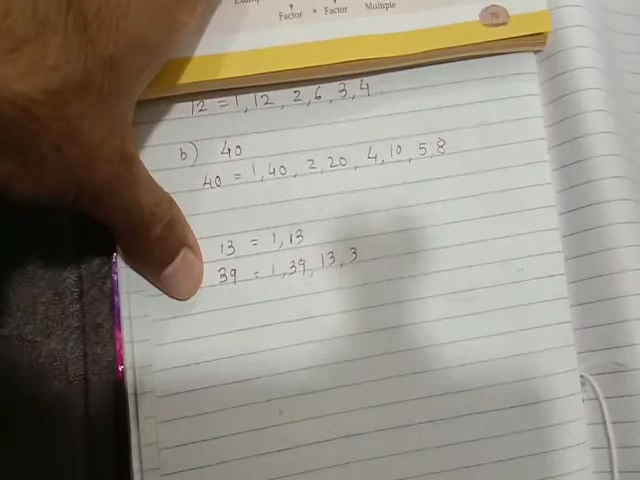 Factor × Factor Multiple
12 = 1, 12, 2, 6, 3, 4
b) 40
40 = 1, 40, 2, 20, 4, 10, 5, 8
13 = 1, 13
39 = 1, 39, 13, 3